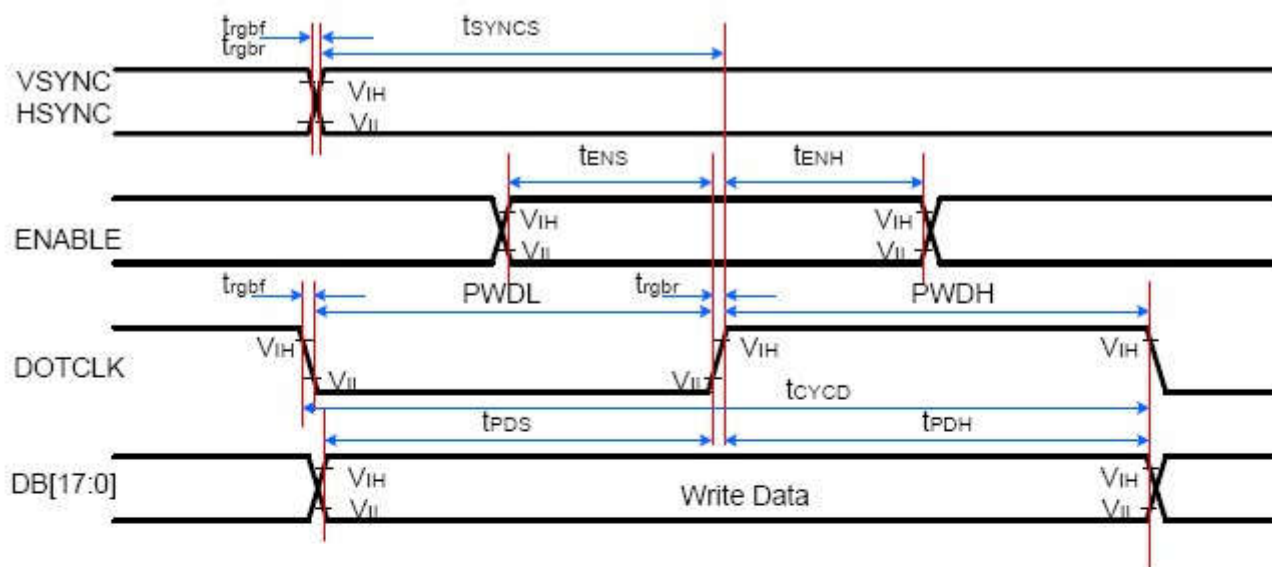 trgbf
trgbr
tSYNCS
VSYNC
HSYNC
VIH
VIl
tENS
tENH
ENABLE
VIH
VIl
VIH
VIl
trgbf
PWDL
trgbr
PWDH
DOTCLK
VIH
VIl
VIl
VIH
VIH
tCYCD
tPDS
tPDH
DB[17:0]
VIH
VIl
Write Data
VIH
VIl